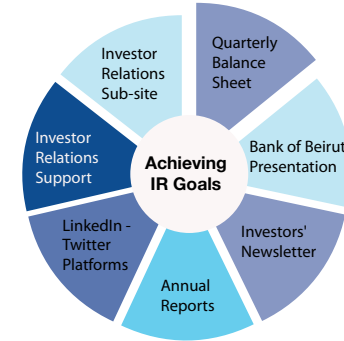 Quarterly
Balance
Sheet
Bank of Beirut
Presentation
Investors'
Newsletter
Annual
Reports
LinkedIn -
Twitter
Platforms
Investor
Relations
Support
Investor
Relations
Sub-site
Achieving
IR Goals